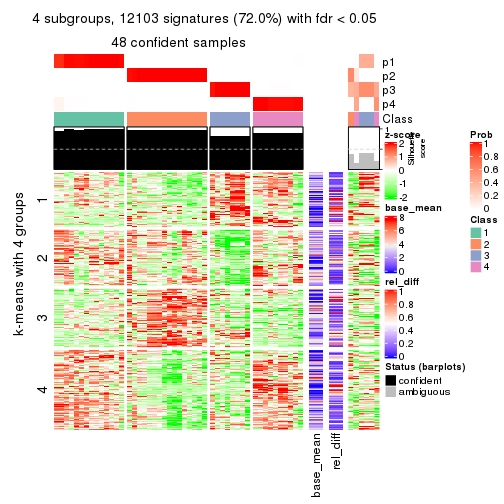 4 subgroups, 12103 signatures (72.0%) with fdr < 0.05
48 confident samples
p1
p2
p3
p4
Class
1
Silhouette
score
k-means with 4 groups
1
2
3
4
base_mean
rel_diff
z-score
2
1
0
-1
-2
base_mean
8
6
4
2
0
rel_diff
1
0.8
0.6
0.4
0.2
0
Status (barplots)
confident
ambiguous
Prob
1
0.8
0.6
0.4
0.2
0
Class
1
2
3
4